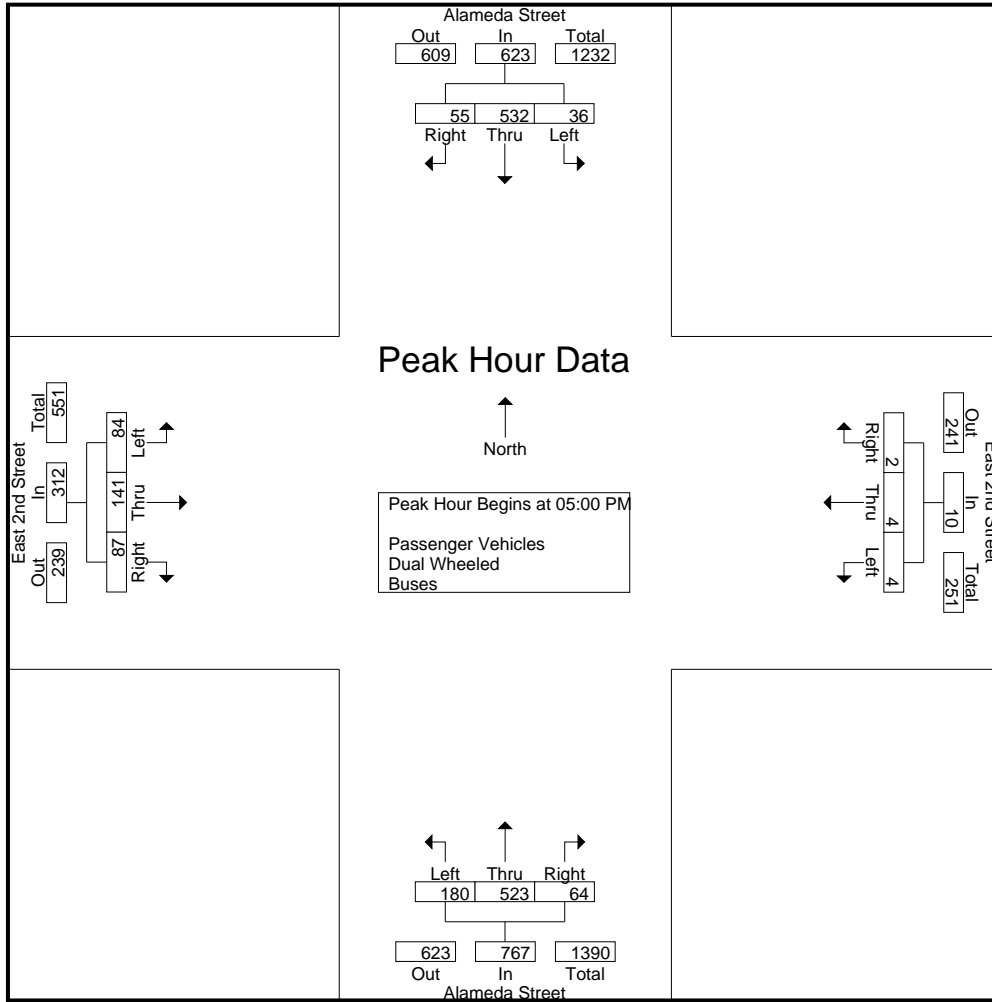 Alameda Street
Out In Total
609 623 1232
55 532 36
Right Thru Left
Peak Hour Data
North
Peak Hour Begins at 05:00 PM
Passenger Vehicles
Dual Wheeled
Buses
East 2nd Street
Out In Total
239 312 551
Right Thru Left
87 141 84
East 2nd Street
Out In Total
241 10 251
Right Thru Left
2 4 4
Left Thru Right
180 523 64
623 767 1390
Out In Total
Alameda Street